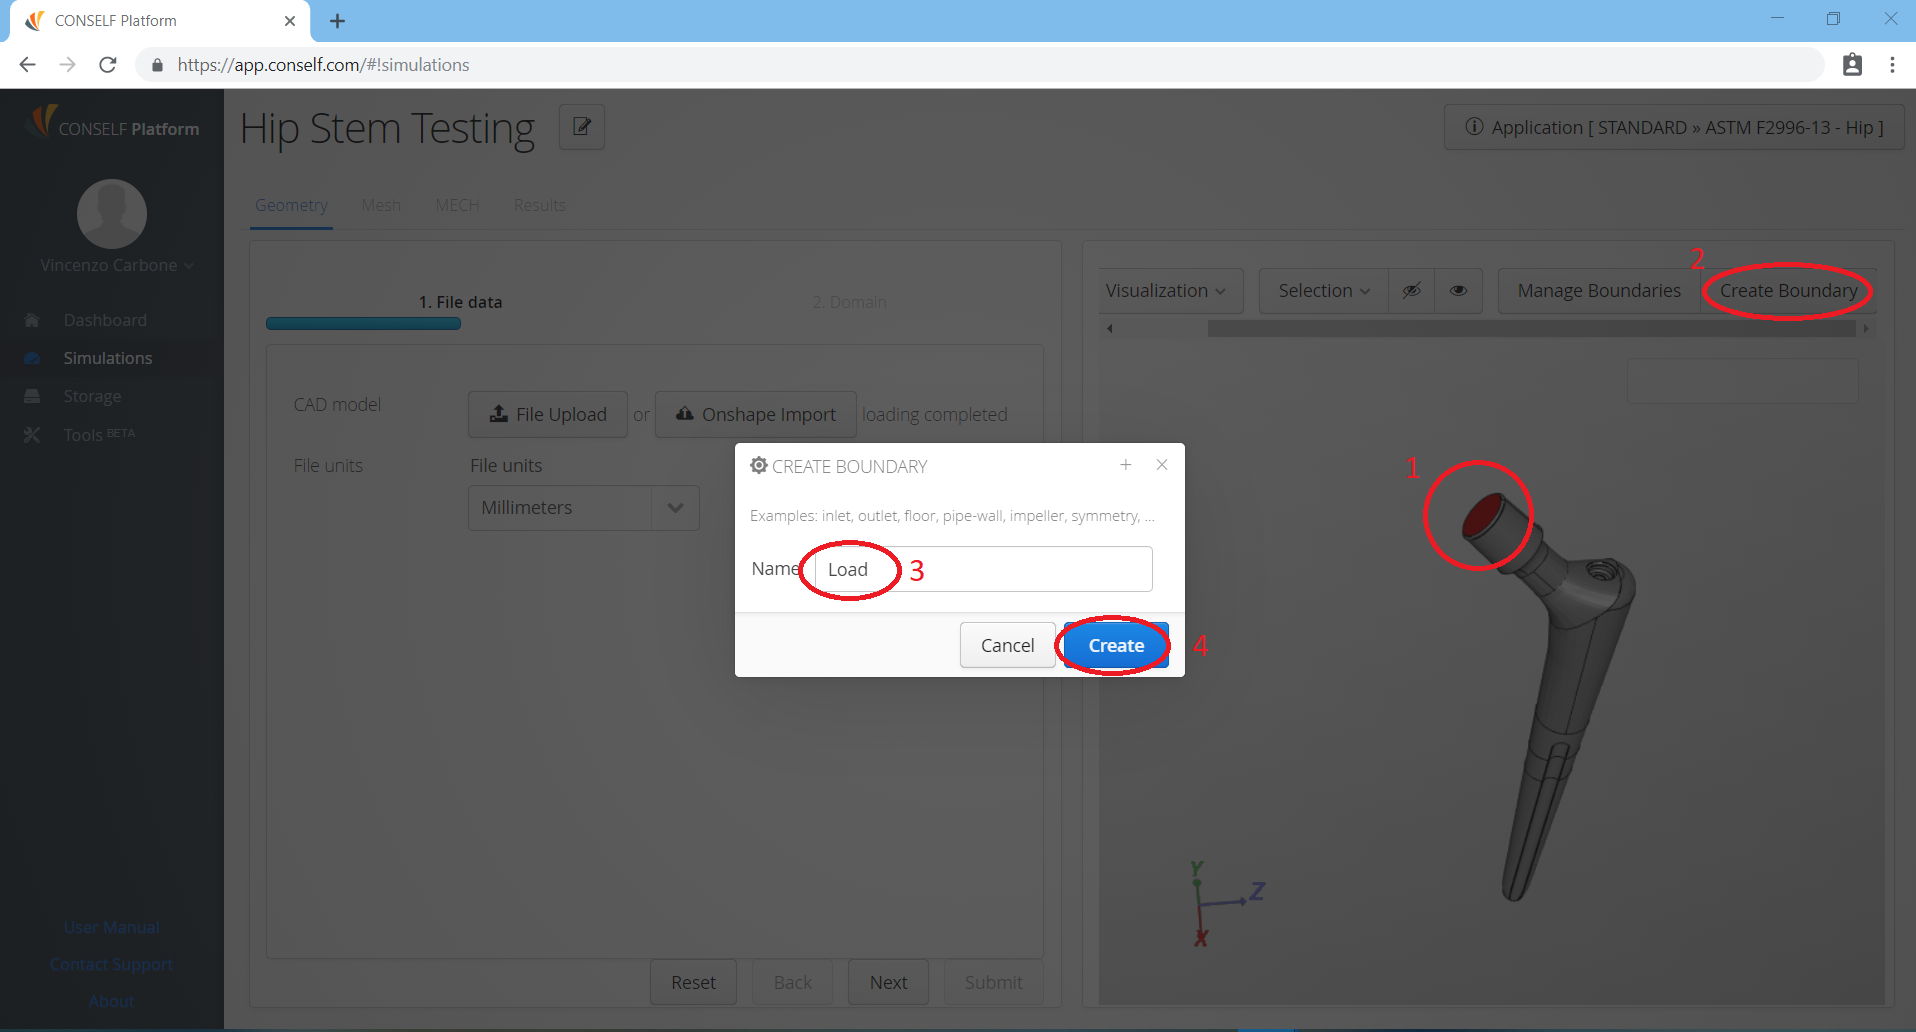 CONSELF Platform
https://app.conself.com/#!simulations
CONSELF Platform
Hip Stem Testing
Application [ STANDARD » ASTM F2996-13 - Hip ]
Vincenzo Carbone
Dashboard
Simulations
Storage
Tools BETA
User Manual
Contact Support
About
Geometry Mesh MECH Results
1. File data 2. Domain
CAD model File Upload or Onshape Import loading completed
File units File units
Millimeters
Reset Back Next Submit
Visualization Selection Manage Boundaries Create Boundary
2
1
CREATE BOUNDARY
Examples: inlet, outlet, floor, pipe-wall, impeller, symmetry, ...
Name Load 3
Cancel Create 4
Y
Z
X